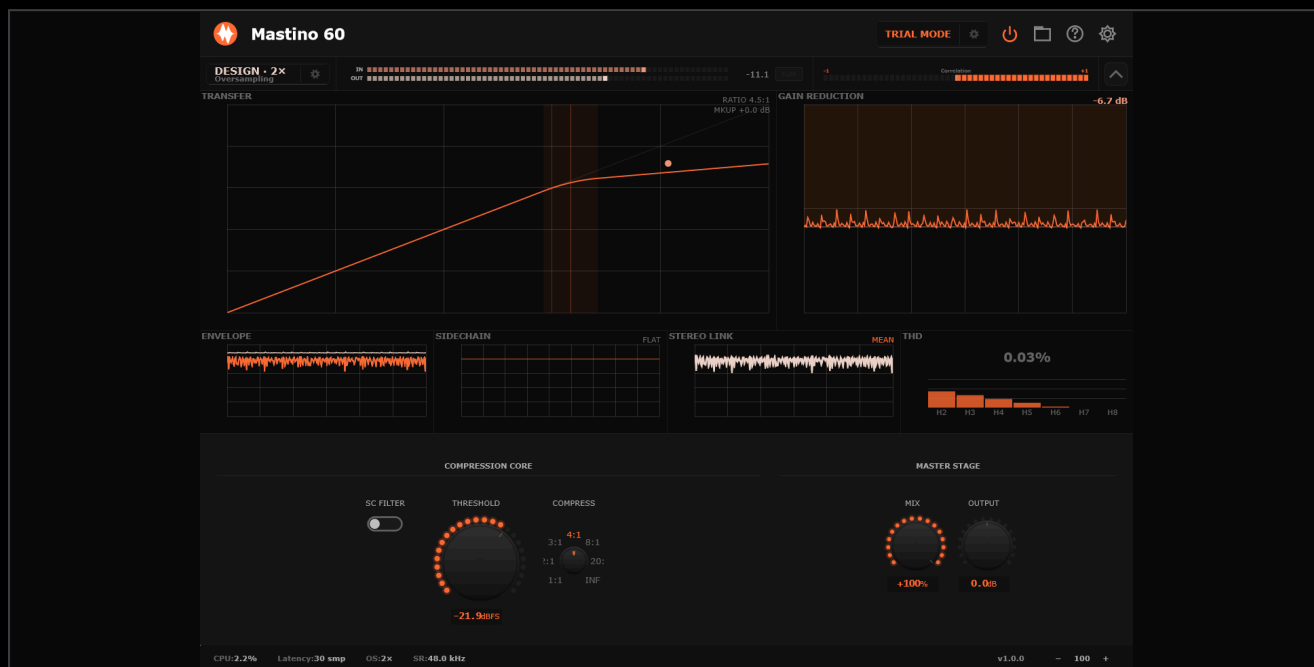 Mastino 60
TRIAL MODE
DESIGN · 2×
Oversampling
IN
OUT
-11.1
-1
Correlation
+1
TRANSFER
RATIO 4.5:1
MKUP +0.0 dB
GAIN REDUCTION
-6.7 dB
ENVELOPE
SIDECHAIN
FLAT
STEREO LINK
MEAN
THD
0.03%
H2 H3 H4 H5 H6 H7 H8
COMPRESSION CORE
MASTER STAGE
SC FILTER
THRESHOLD
COMPRESS
MIX
OUTPUT
4:1
3:1 8:1
:1 20:
1:1 INF
-21.9dBFS
+100%
0.0dB
CPU:2.2% Latency:30 smp OS:2× SR:48.0 kHz
v1.0.0 − 100 +